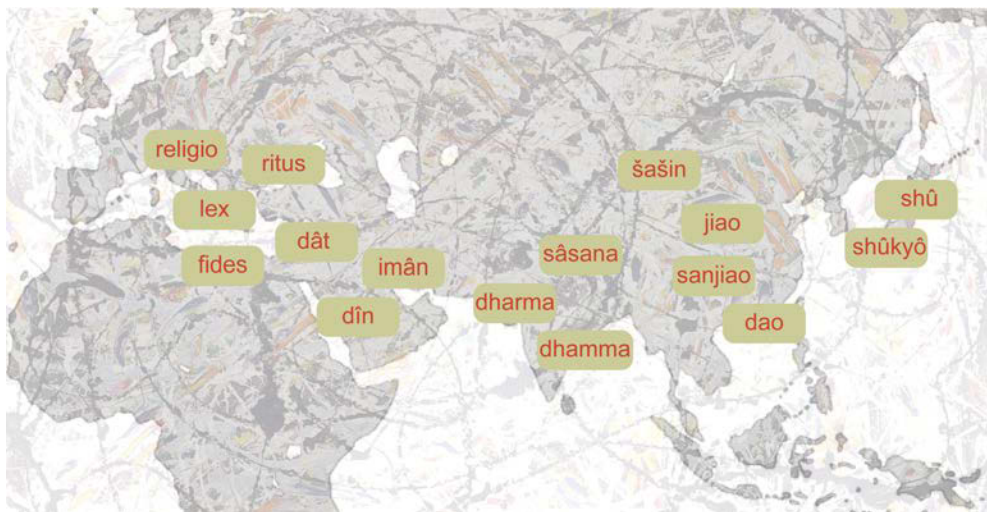 religio
ritus
lex
dât
fides
imân
dîn
šašin
sâsana
dharma
dhamma
jiao
sanjiao
dao
shû
shûkyô